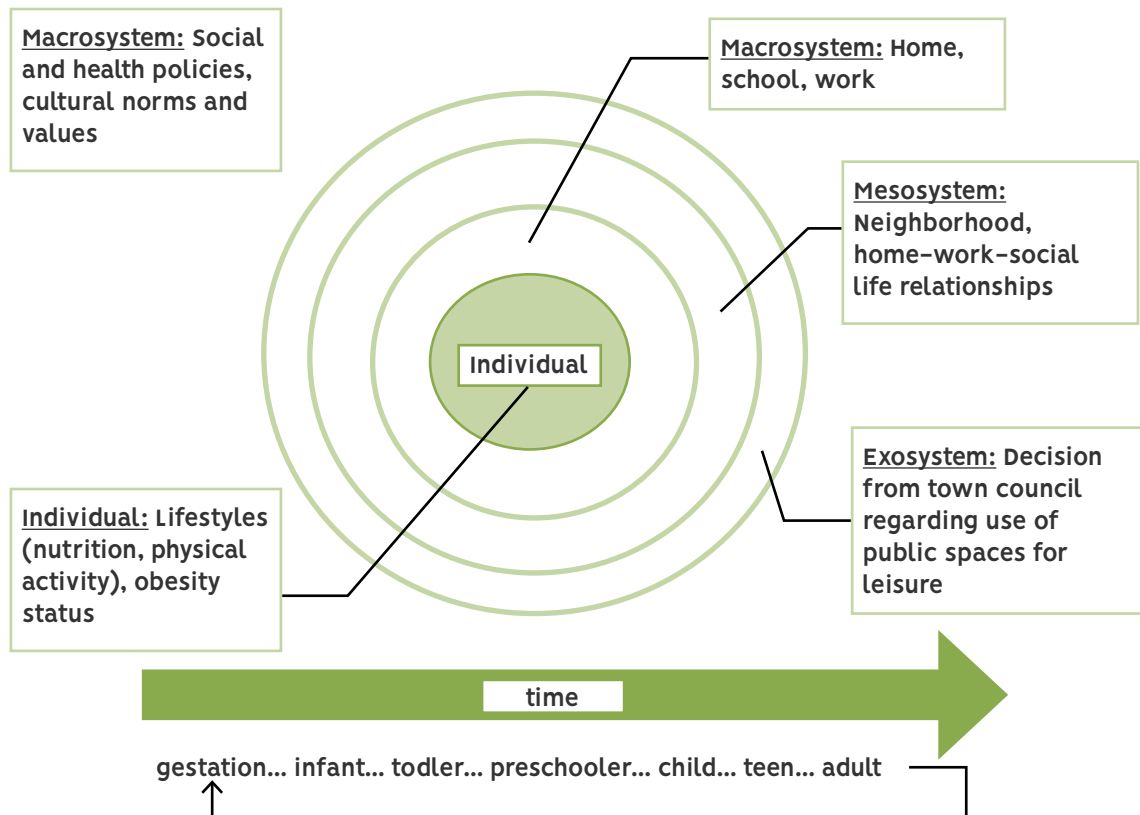 Macrosystem: Social
and health policies,
cultural norms and
values
Macrosystem: Home,
school, work
Mesosystem:
Neighborhood,
home-work-social
life relationships
Individual
Exosystem: Decision
from town council
regarding use of
public spaces for
leisure
Individual: Lifestyles
(nutrition, physical
activity), obesity
status
time
gestation... infant... todler... preschooler... child... teen... adult